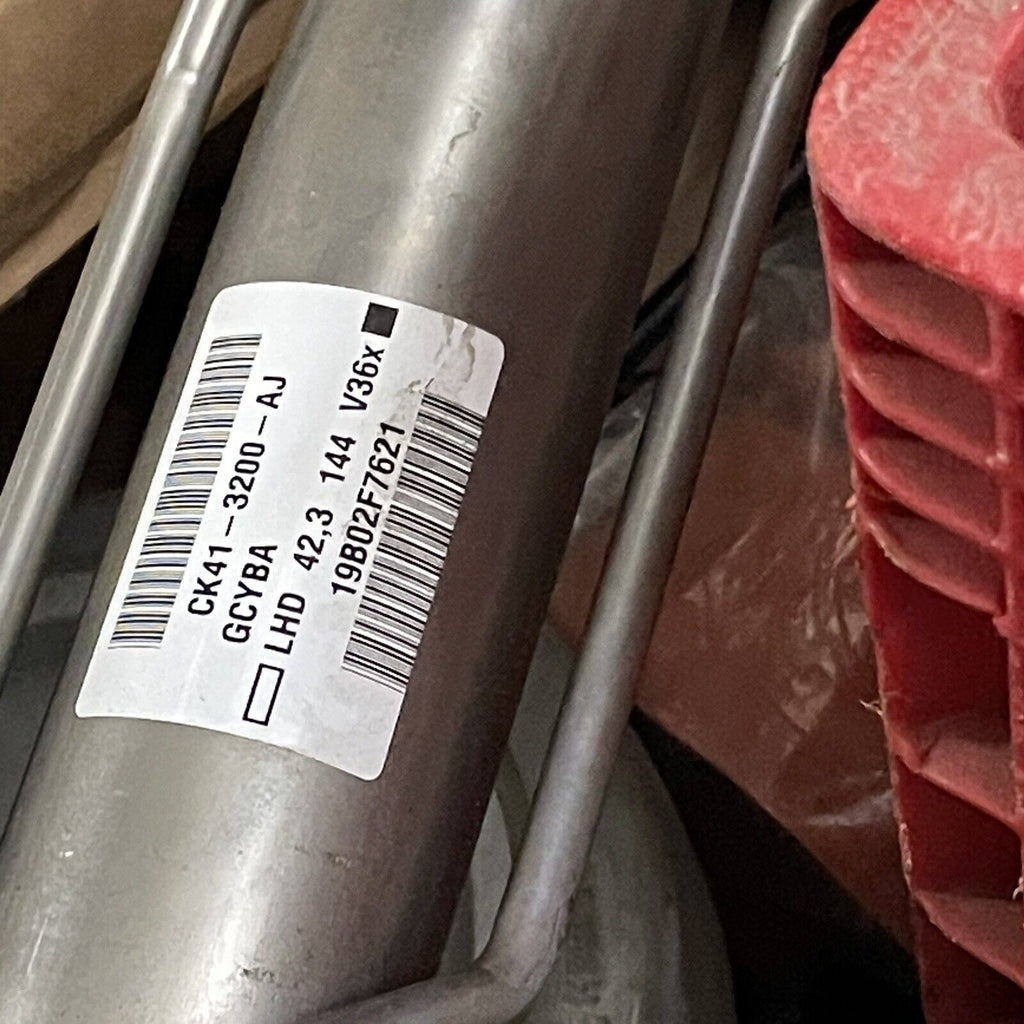 CK41-3200-AJ
GCYBA
LHD 42,3 144 V36x
19B02F7621